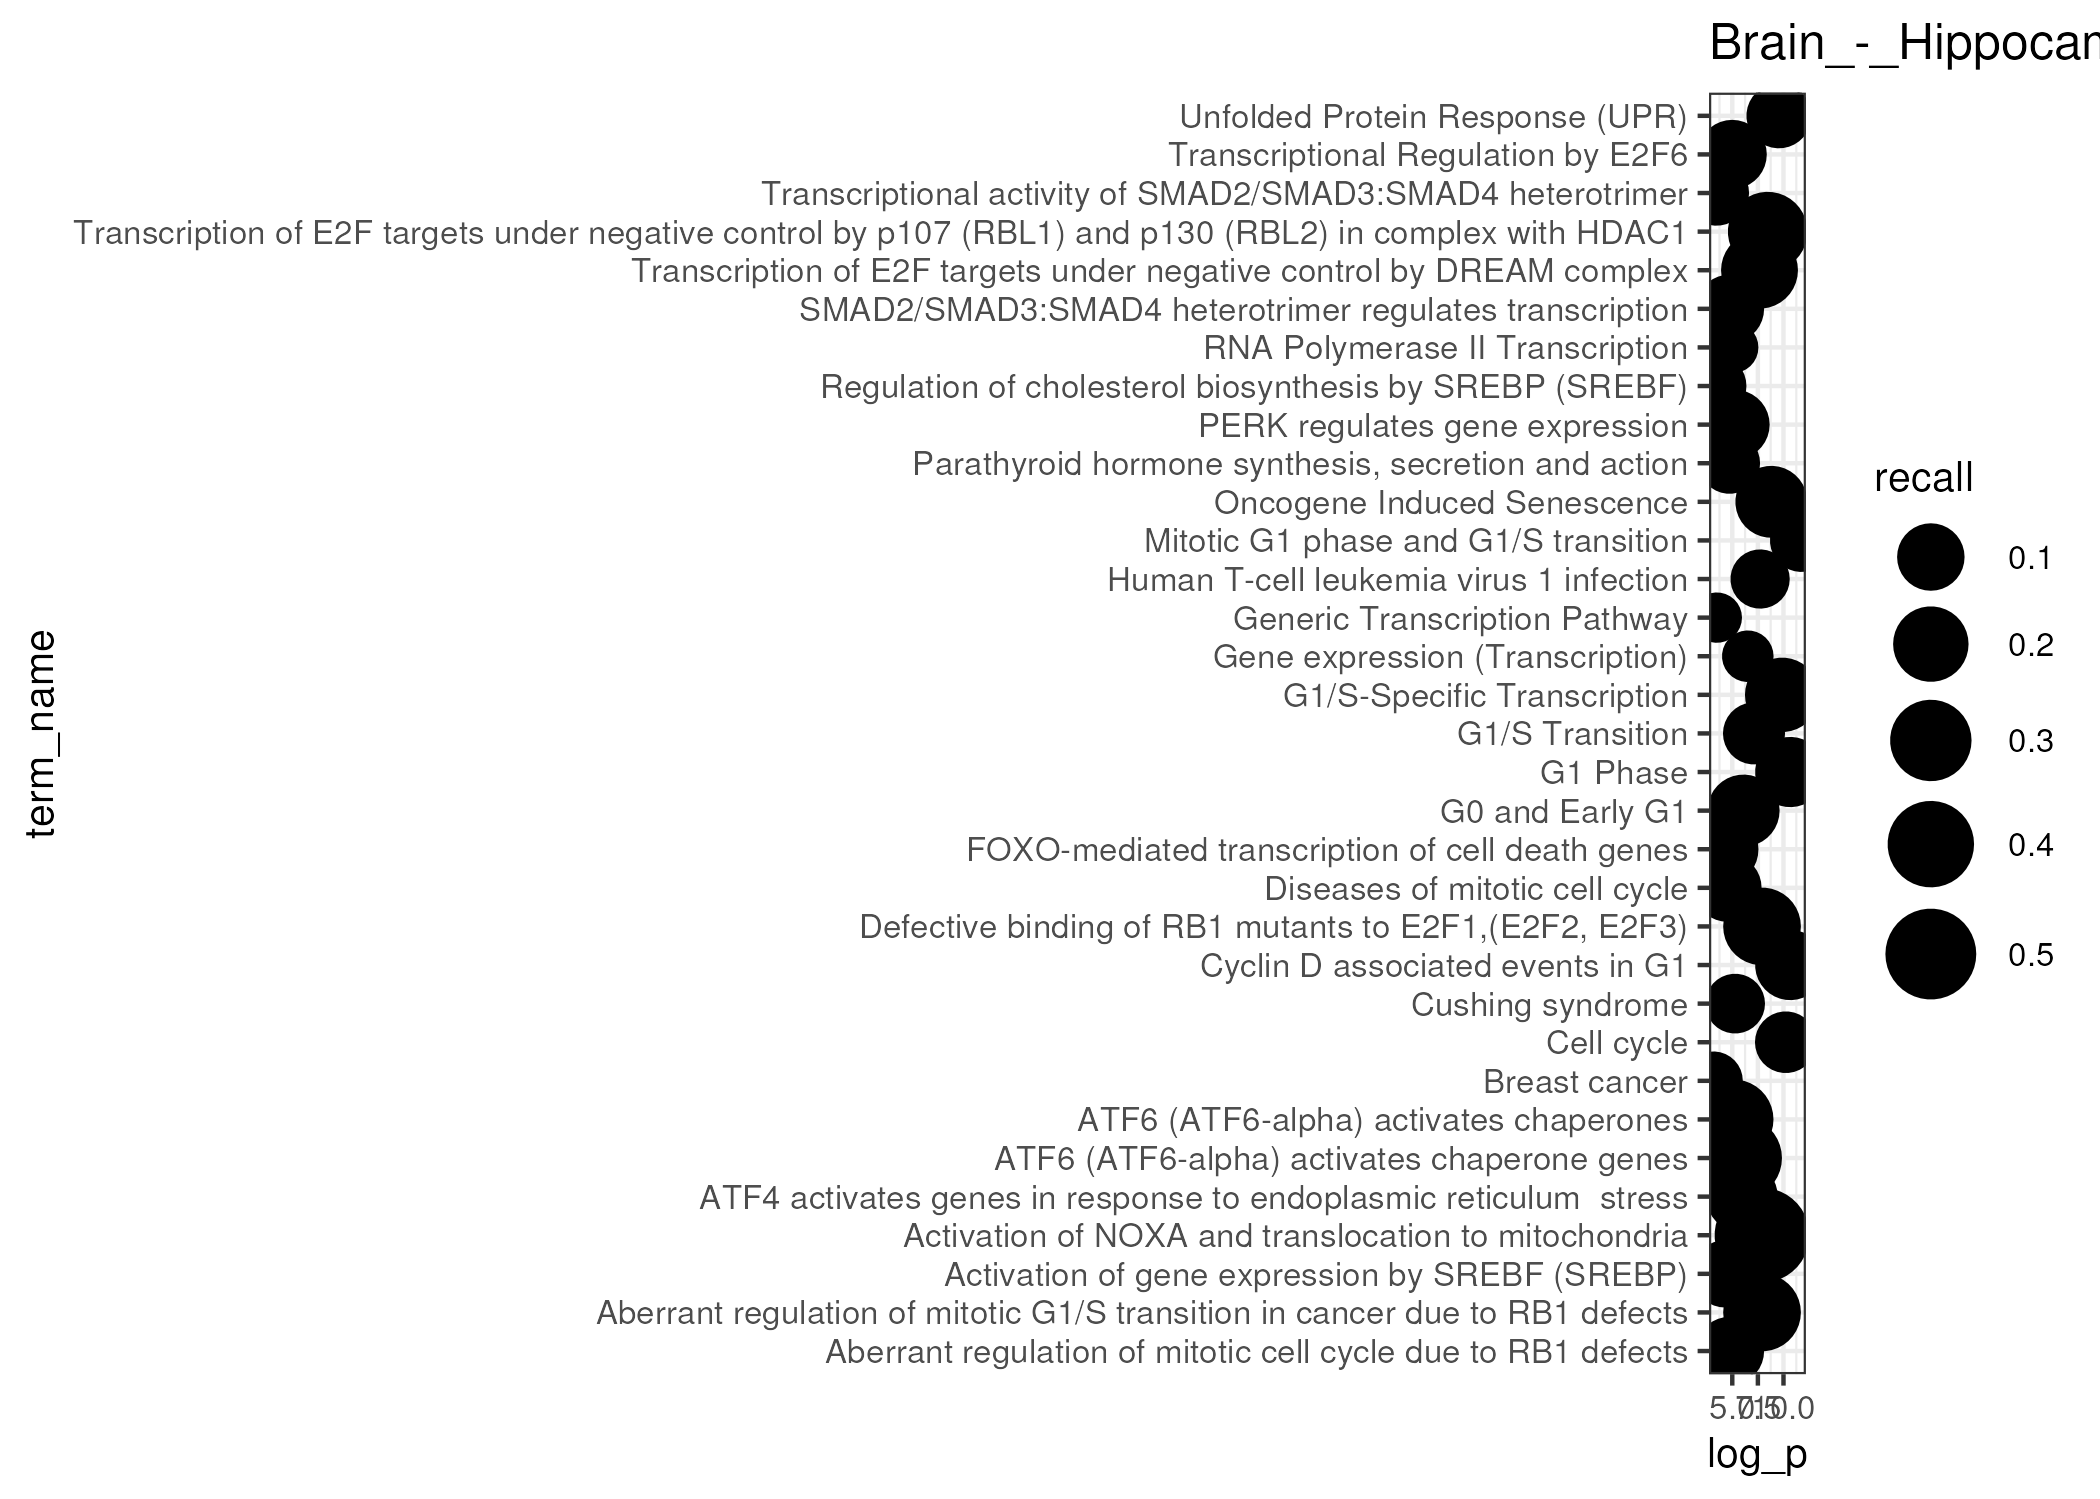 Brain_-_Hippocam
Unfolded Protein Response (UPR)
Transcriptional Regulation by E2F6
Transcriptional activity of SMAD2/SMAD3:SMAD4 heterotrimer
Transcription of E2F targets under negative control by p107 (RBL1) and p130 (RBL2) in complex with HDAC1
Transcription of E2F targets under negative control by DREAM complex
SMAD2/SMAD3:SMAD4 heterotrimer regulates transcription
RNA Polymerase II Transcription
Regulation of cholesterol biosynthesis by SREBP (SREBF)
PERK regulates gene expression
Parathyroid hormone synthesis, secretion and action
Oncogene Induced Senescence
Mitotic G1 phase and G1/S transition
Human T-cell leukemia virus 1 infection
Generic Transcription Pathway
Gene expression (Transcription)
G1/S-Specific Transcription
G1/S Transition
G1 Phase
G0 and Early G1
FOXO-mediated transcription of cell death genes
Diseases of mitotic cell cycle
Defective binding of RB1 mutants to E2F1,(E2F2, E2F3)
Cyclin D associated events in G1
Cushing syndrome
Cell cycle
Breast cancer
ATF6 (ATF6-alpha) activates chaperones
ATF6 (ATF6-alpha) activates chaperone genes
ATF4 activates genes in response to endoplasmic reticulum  stress
Activation of NOXA and translocation to mitochondria
Activation of gene expression by SREBF (SREBP)
Aberrant regulation of mitotic G1/S transition in cancer due to RB1 defects
Aberrant regulation of mitotic cell cycle due to RB1 defects
term_name
5.0 7.5 10.0
log_p
recall
0.1
0.2
0.3
0.4
0.5